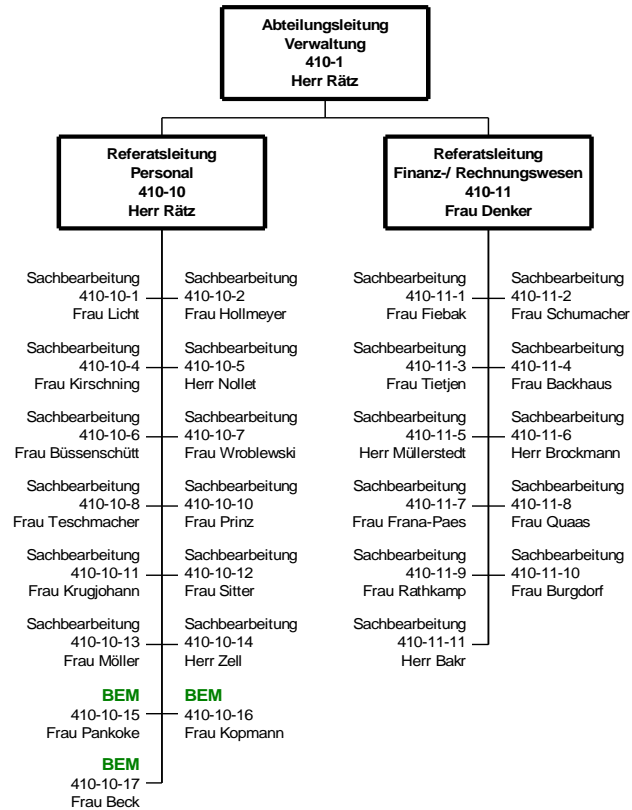 Abteilungsleitung
Verwaltung
410-1
Herr Rätz
Referatsleitung
Personal
410-10
Herr Rätz
Referatsleitung
Finanz-/ Rechnungswesen
410-11
Frau Denker
Sachbearbeitung
410-10-1
Frau Licht
Sachbearbeitung
410-10-2
Frau Hollmeyer
Sachbearbeitung
410-10-4
Frau Kirschning
Sachbearbeitung
410-10-5
Herr Nollet
Sachbearbeitung
410-10-6
Frau Büssenschütt
Sachbearbeitung
410-10-7
Frau Wroblewski
Sachbearbeitung
410-10-8
Frau Teschmacher
Sachbearbeitung
410-10-10
Frau Prinz
Sachbearbeitung
410-10-11
Frau Krugjohann
Sachbearbeitung
410-10-12
Frau Sitter
Sachbearbeitung
410-10-13
Frau Möller
Sachbearbeitung
410-10-14
Herr Zell
BEM
410-10-15
Frau Pankoke
BEM
410-10-16
Frau Kopmann
BEM
410-10-17
Frau Beck
Sachbearbeitung
410-11-1
Frau Fiebak
Sachbearbeitung
410-11-2
Frau Schumacher
Sachbearbeitung
410-11-3
Frau Tietjen
Sachbearbeitung
410-11-4
Frau Backhaus
Sachbearbeitung
410-11-5
Herr Müllerstedt
Sachbearbeitung
410-11-6
Herr Brockmann
Sachbearbeitung
410-11-7
Frau Frana-Paes
Sachbearbeitung
410-11-8
Frau Quaas
Sachbearbeitung
410-11-9
Frau Rathkamp
Sachbearbeitung
410-11-10
Frau Burgdorf
Sachbearbeitung
410-11-11
Herr Bakr